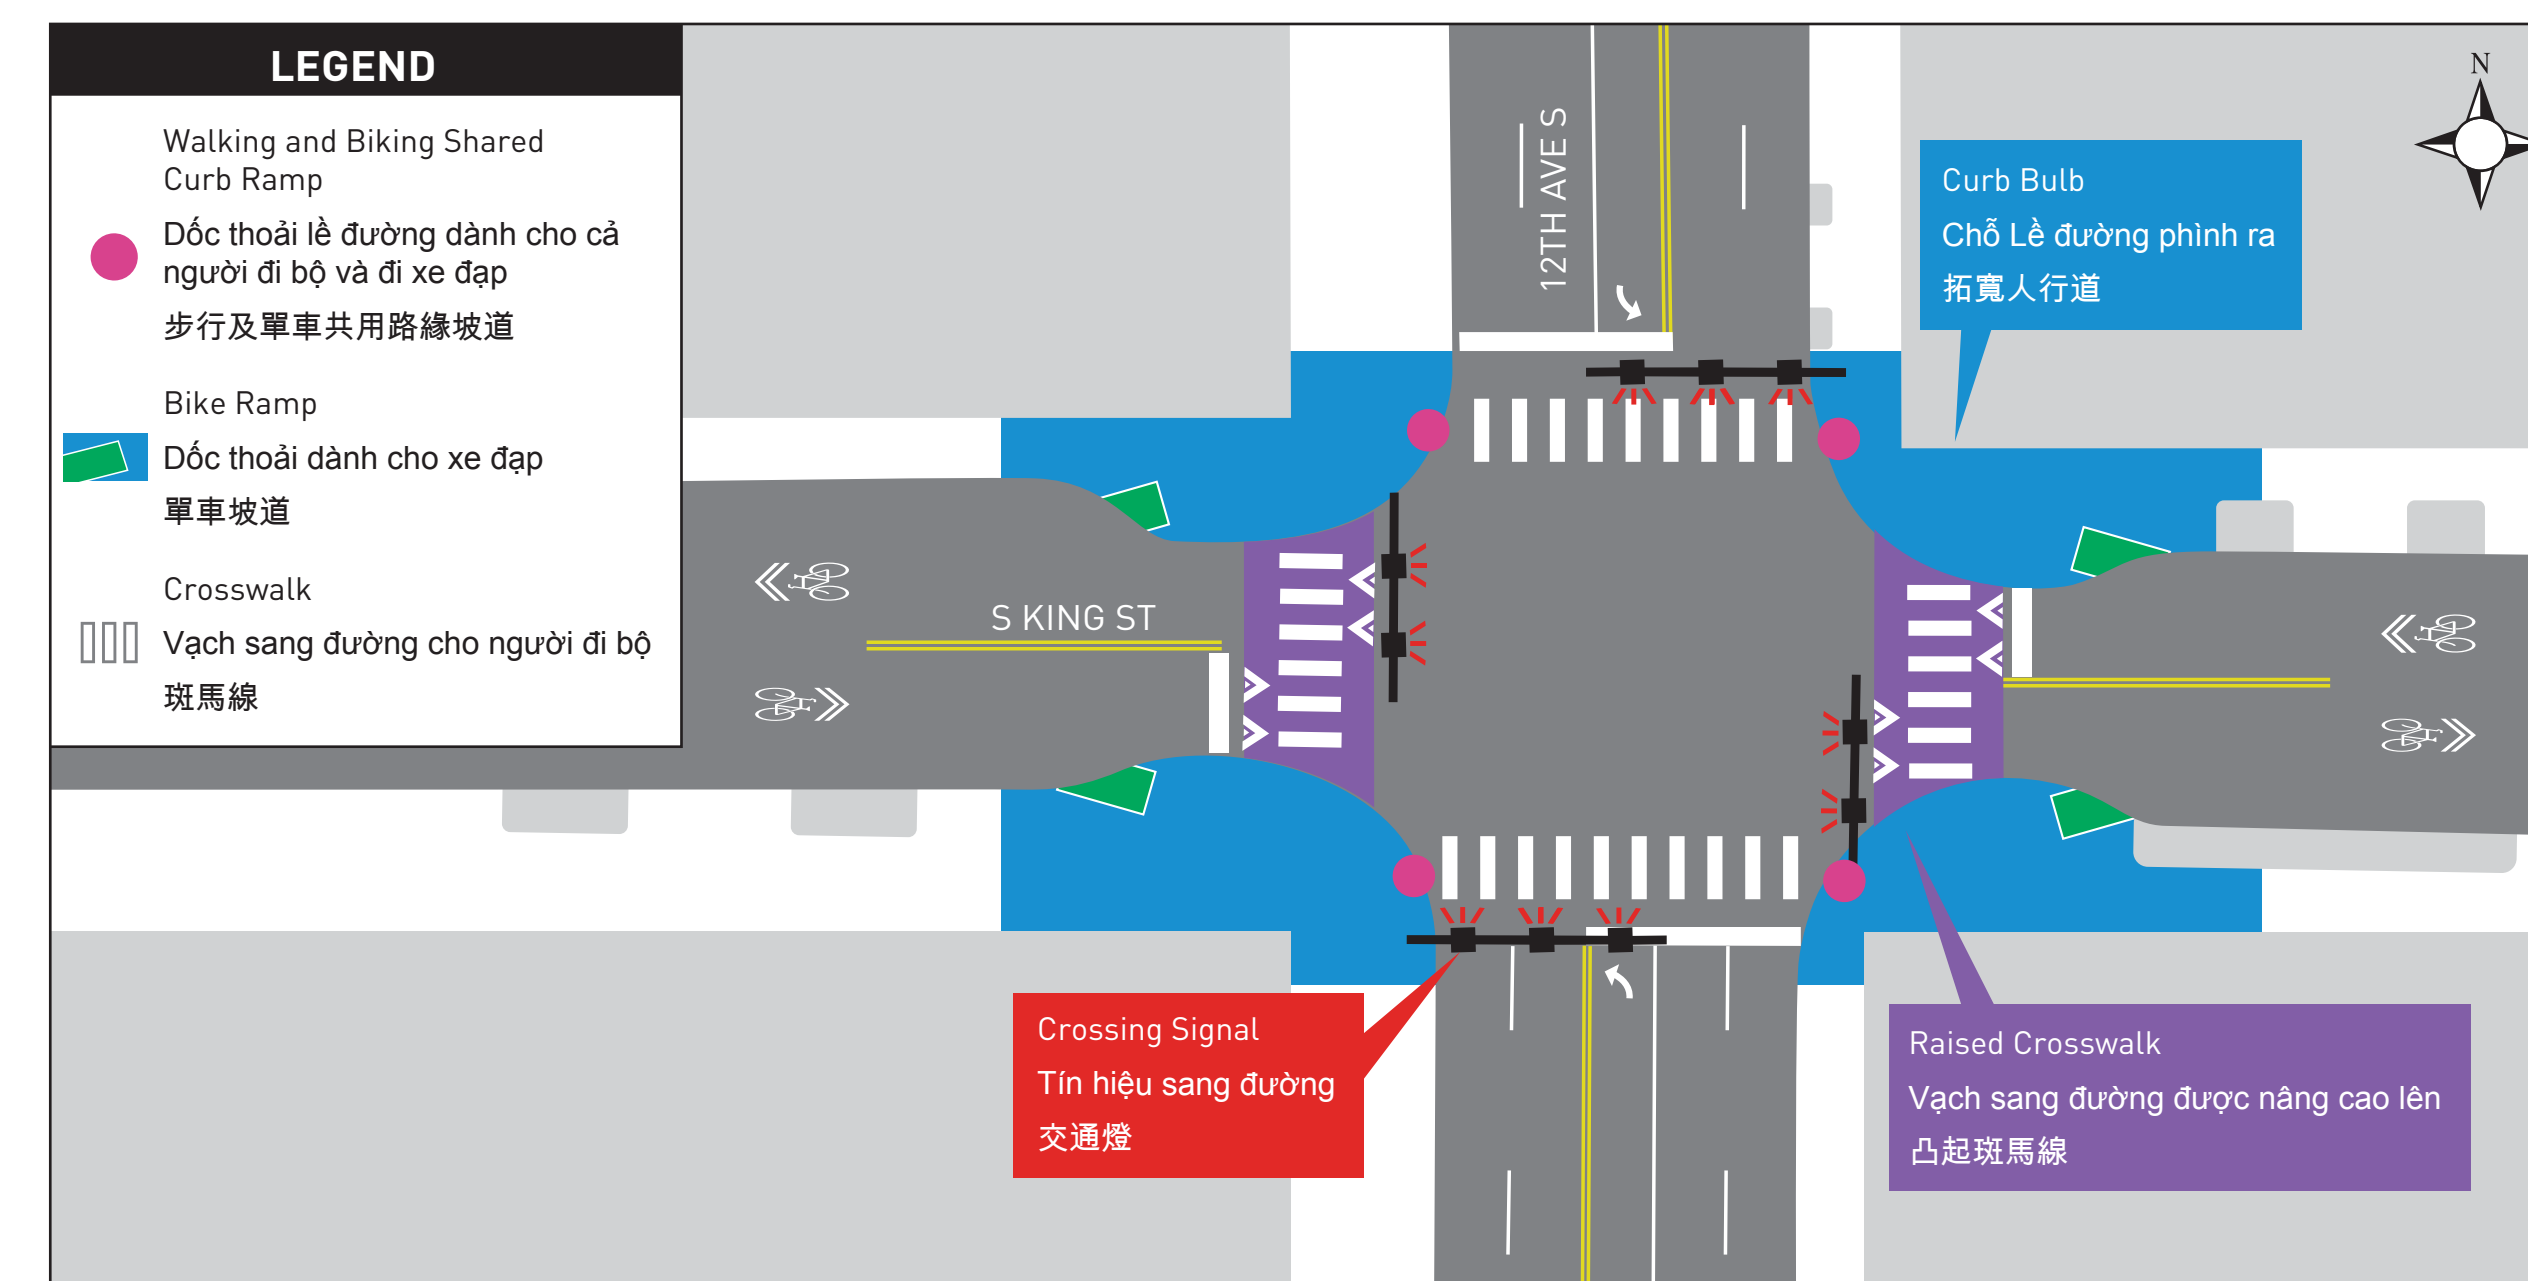 LEGEND
Walking and Biking Shared
Curb Ramp
Dốc thoải lề đường dành cho cả
người đi bộ và đi xe đạp
步行及單車共用路緣坡道
Bike Ramp
Dốc thoải dành cho xe đạp
單車坡道
Crosswalk
Vạch sang đường cho người đi bộ
斑馬線
12TH AVE S
S KING ST
N
Curb Bulb
Chỗ Lề đường phình ra
拓寬人行道
Crossing Signal
Tín hiệu sang đường
交通燈
Raised Crosswalk
Vạch sang đường được nâng cao lên
凸起斑馬線